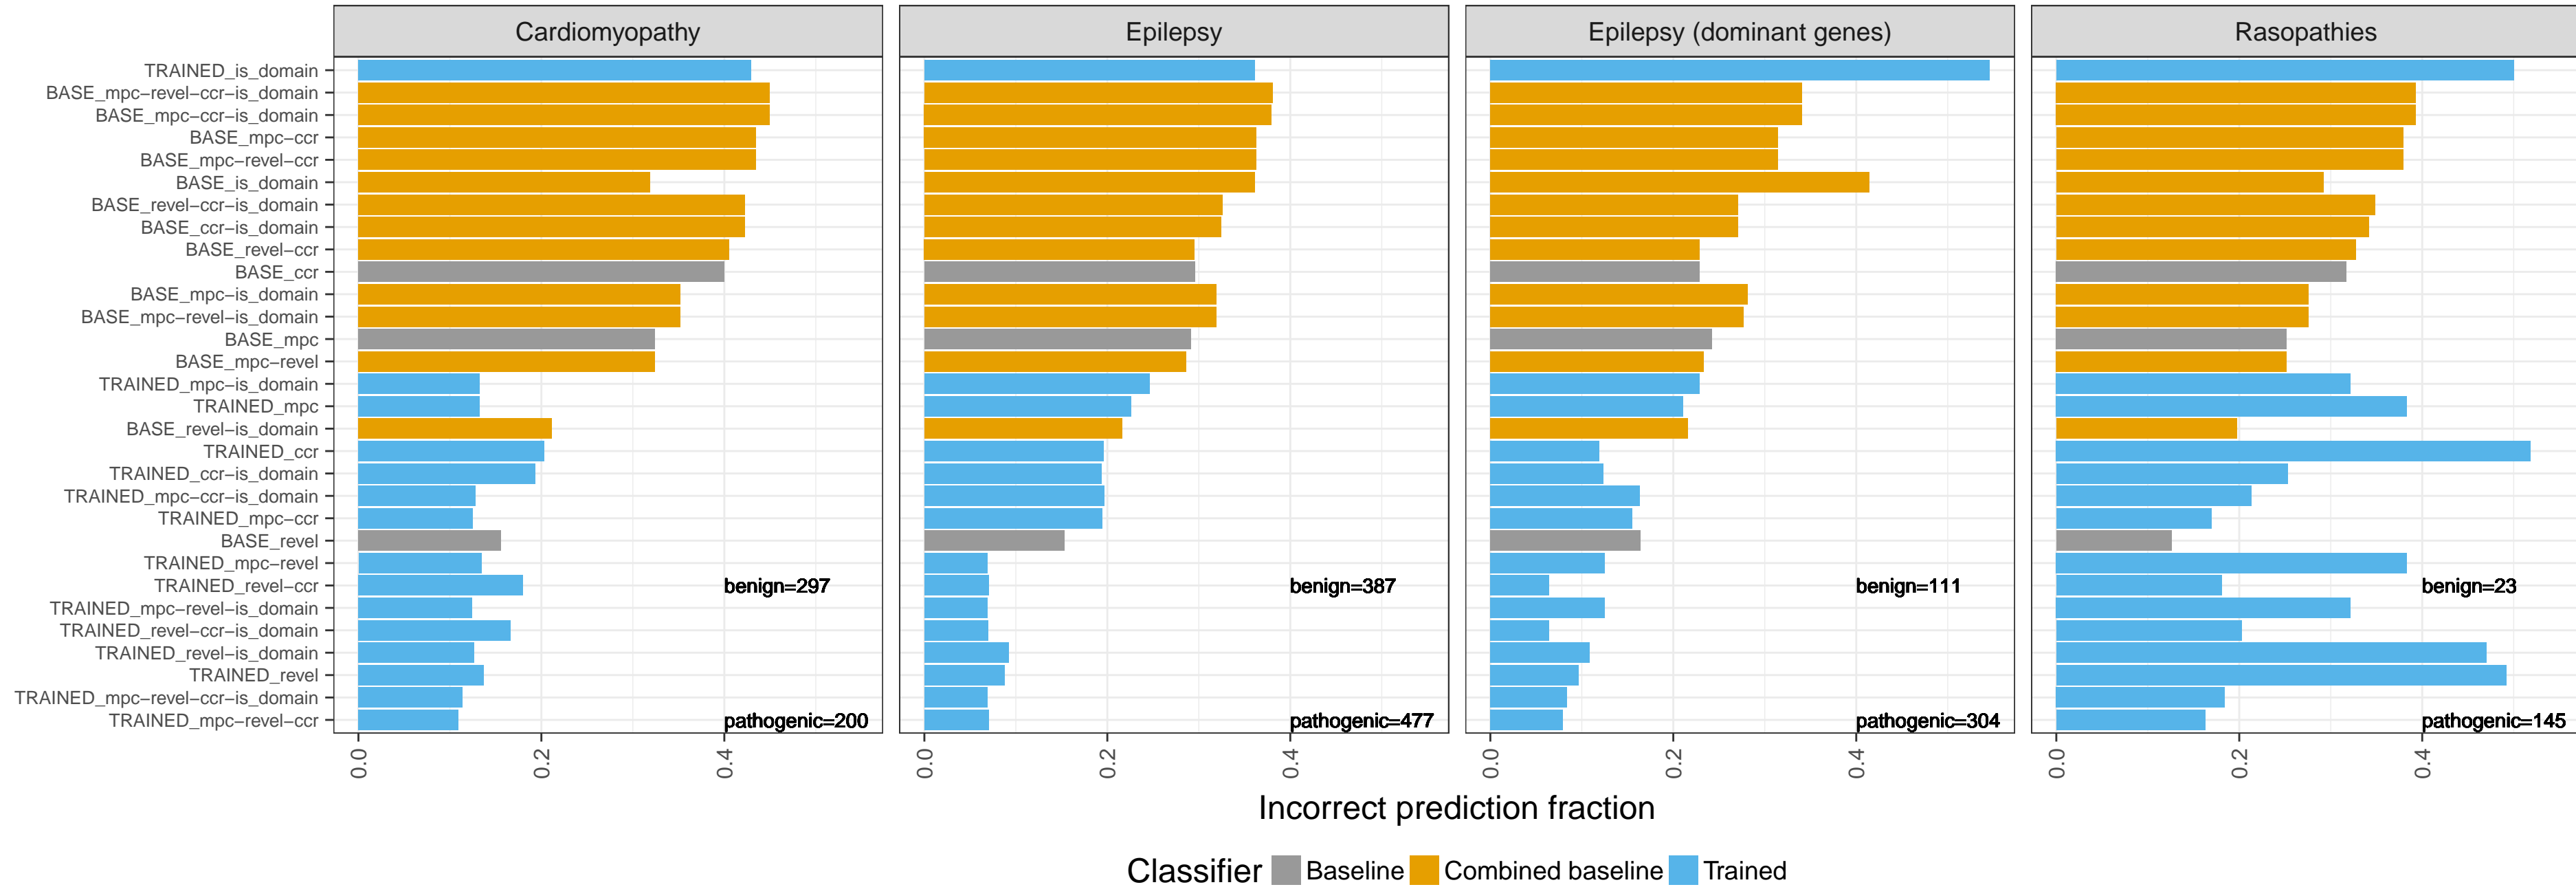 Cardiomyopathy
Epilepsy
Epilepsy (dominant genes)
Rasopathies
TRAINED_is_domain
BASE_mpc−revel−ccr−is_domain
BASE_mpc−ccr−is_domain
BASE_mpc−ccr
BASE_mpc−revel−ccr
BASE_is_domain
BASE_revel−ccr−is_domain
BASE_ccr−is_domain
BASE_revel−ccr
BASE_ccr
BASE_mpc−is_domain
BASE_mpc−revel−is_domain
BASE_mpc
BASE_mpc−revel
TRAINED_mpc−is_domain
TRAINED_mpc
BASE_revel−is_domain
TRAINED_ccr
TRAINED_ccr−is_domain
TRAINED_mpc−ccr−is_domain
TRAINED_mpc−ccr
BASE_revel
TRAINED_mpc−revel
TRAINED_revel−ccr
TRAINED_mpc−revel−is_domain
TRAINED_revel−ccr−is_domain
TRAINED_revel−is_domain
TRAINED_revel
TRAINED_mpc−revel−ccr−is_domain
TRAINED_mpc−revel−ccr
benign=297
pathogenic=200
benign=387
pathogenic=477
benign=111
pathogenic=304
benign=23
pathogenic=145
0.0
0.2
0.4
0.0
0.2
0.4
0.0
0.2
0.4
0.0
0.2
0.4
Incorrect prediction fraction
Classifier
Baseline
Combined baseline
Trained